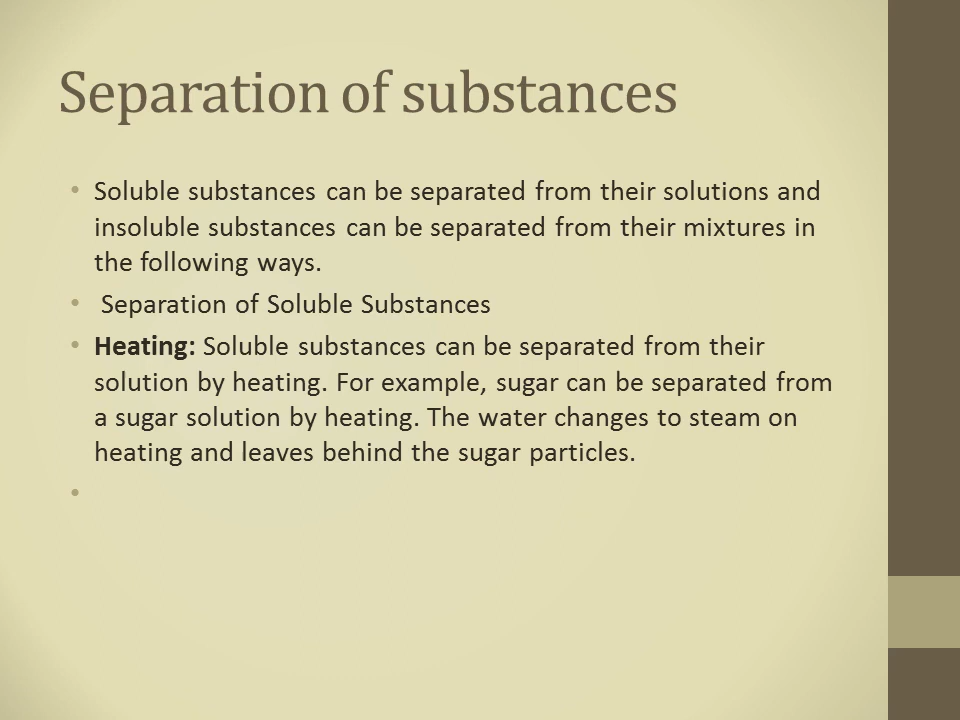 Separation of substances
• Soluble substances can be separated from their solutions and
insoluble substances can be separated from their mixtures in
the following ways.
• Separation of Soluble Substances
• Heating: Soluble substances can be separated from their
solution by heating. For example, sugar can be separated from
a sugar solution by heating. The water changes to steam on
heating and leaves behind the sugar particles.
•